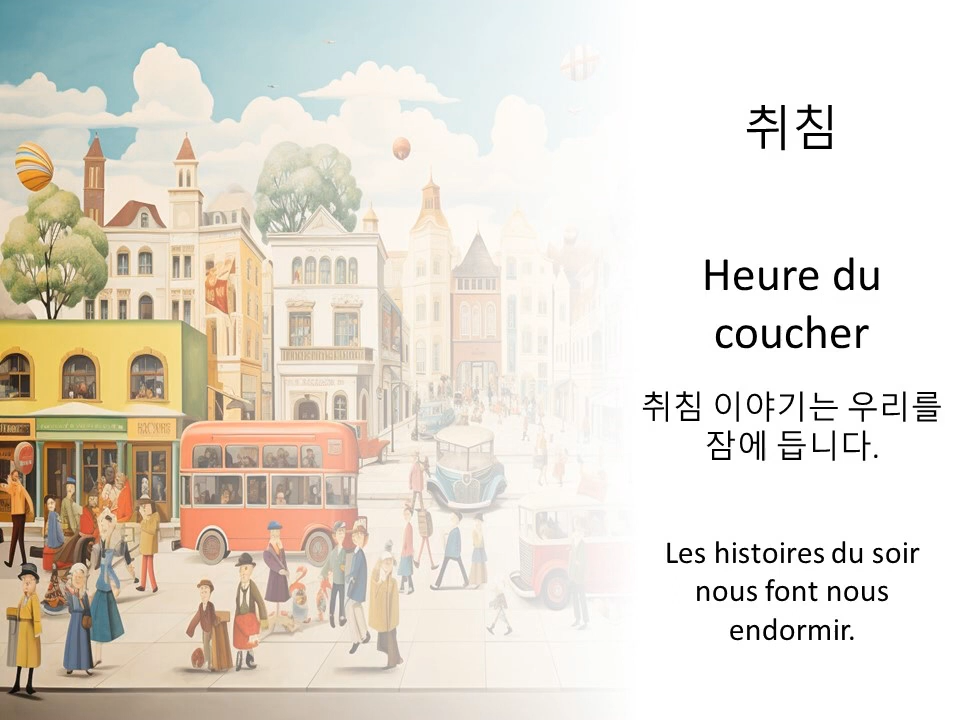 취침
Heure du
coucher
취침 이야기는 우리를
잠에 듭니다.
Les histoires du soir
nous font nous
endormir.